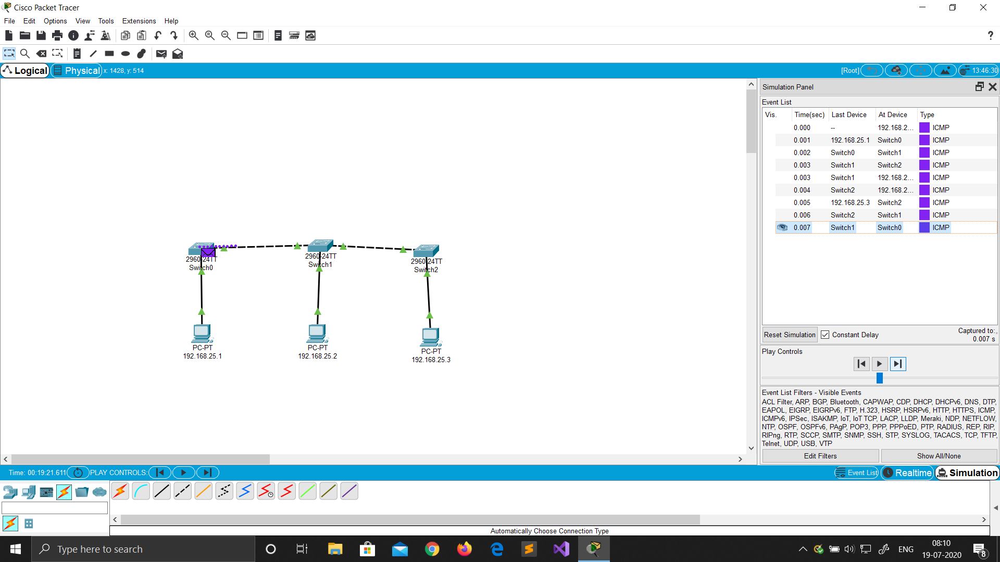 Cisco Packet Tracer
File Edit Options View Tools Extensions Help
?
Logical Physical x: 1428, y: 514 [Root] 13:46:30
Simulation Panel
Event List
Vis. Time(sec) Last Device At Device Type
0.000 -- 192.168.2... ICMP
0.001 192.168.25.1 Switch0 ICMP
0.002 Switch0 Switch1 ICMP
0.003 Switch1 Switch2 ICMP
0.003 Switch1 192.168.2... ICMP
0.004 Switch2 192.168.2... ICMP
0.005 192.168.25.3 Switch2 ICMP
0.006 Switch2 Switch1 ICMP
0.007 Switch1 Switch0 ICMP
2960-24TT
Switch0
2960-24TT
Switch1
2960-24TT
Switch2
PC-PT
192.168.25.1
PC-PT
192.168.25.2
PC-PT
192.168.25.3
Reset Simulation Constant Delay Captured to:
0.007 s
Play Controls
Event List Filters - Visible Events
ACL Filter, ARP, BGP, Bluetooth, CAPWAP, CDP, DHCP, DHCPv6, DNS, DTP,
EAPOL, EIGRP, EIGRPv6, FTP, H.323, HSRP, HSRPv6, HTTP, HTTPS, ICMP,
ICMPv6, IPSec, ISAKMP, IoT, IoT TCP, LACP, LLDP, Meraki, NDP, NETFLOW,
NTP, OSPF, OSPFv6, PAgP, POP3, PPP, PPPoED, PTP, RADIUS, REP, RIP,
RIPng, RTP, SCCP, SMTP, SNMP, SSH, STP, SYSLOG, TACACS, TCP, TFTP,
Telnet, UDP, USB, VTP
Edit Filters Show All/None
Time: 00:19:21.611 PLAY CONTROLS: Event List Realtime Simulation
Automatically Choose Connection Type
Type here to search
ENG
08:10
19-07-2020
8